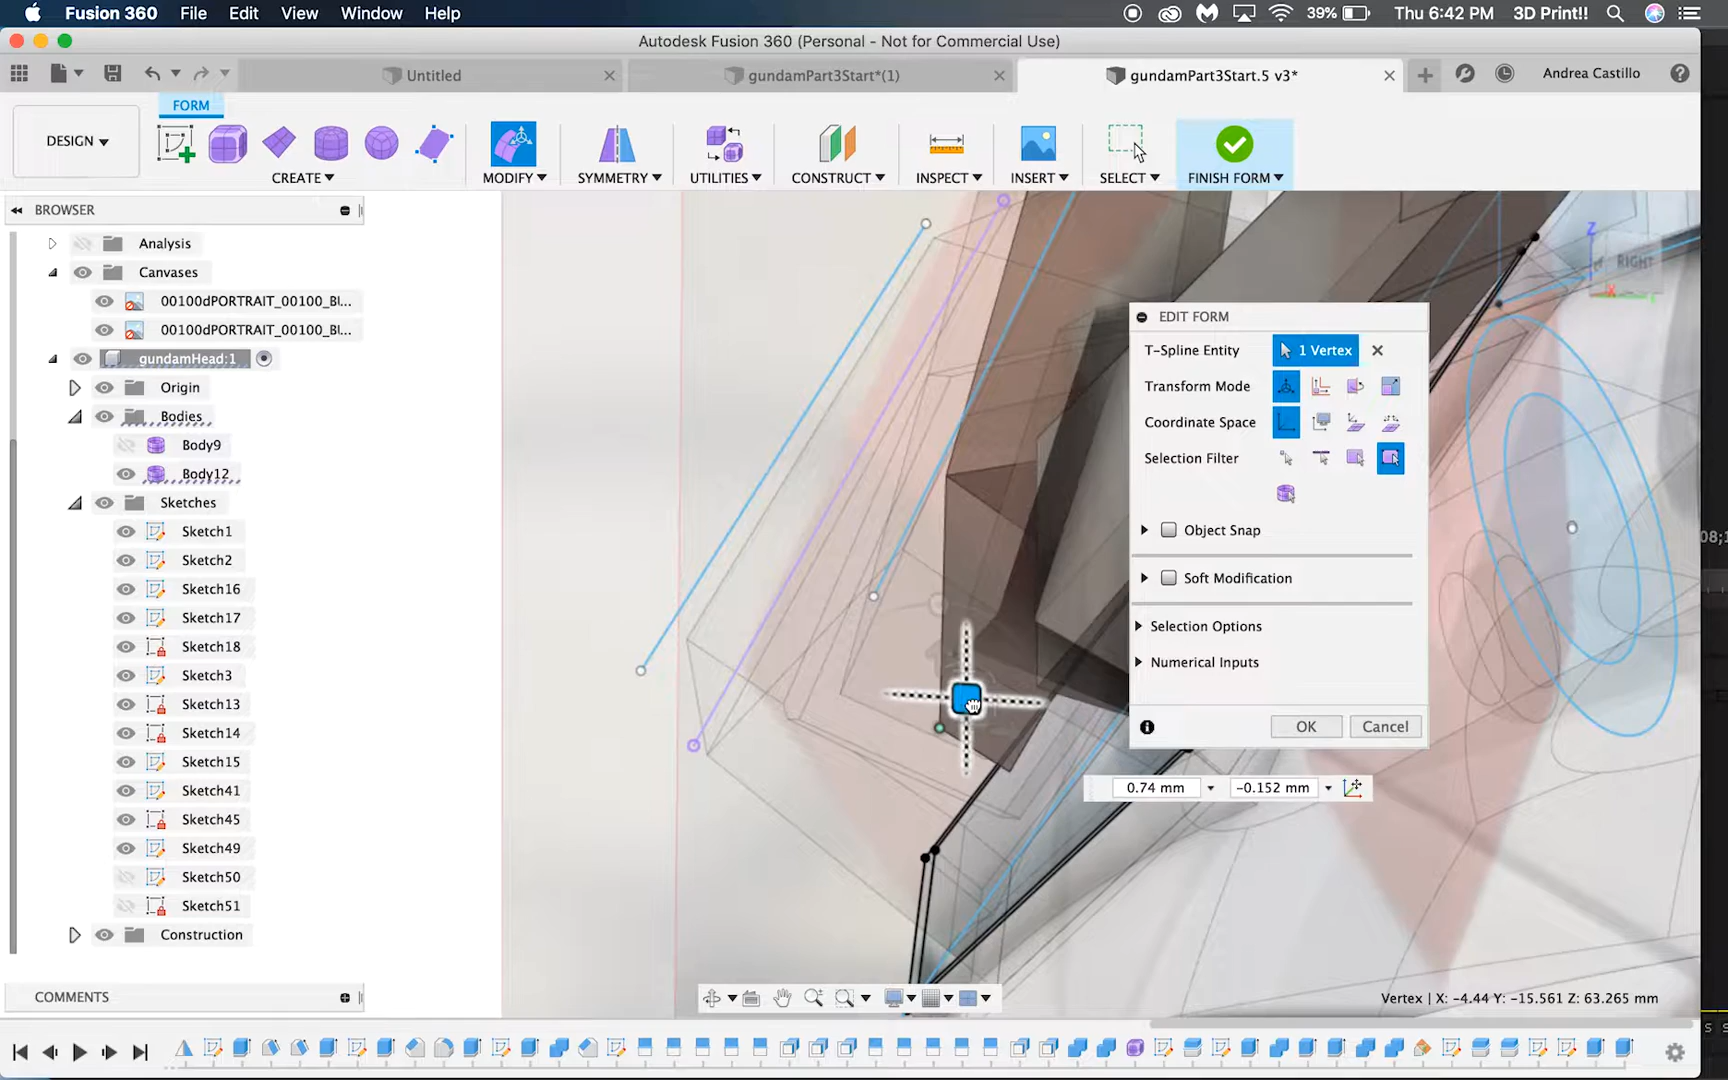 Fusion 360 File Edit View Window Help 39% Thu 6:42 PM 3D Print!!
Autodesk Fusion 360 (Personal - Not for Commercial Use)
Untitled gundamPart3Start*(1) gundamPart3Start.5 v3* Andrea Castillo
FORM
DESIGN
CREATE MODIFY SYMMETRY UTILITIES CONSTRUCT INSPECT INSERT SELECT FINISH FORM
BROWSER
Analysis
Canvases
00100dPORTRAIT_00100_Bl...
00100dPORTRAIT_00100_Bl...
gundamHead:1
Origin
Bodies
Body9
Body12
Sketches
Sketch1
Sketch2
Sketch16
Sketch17
Sketch18
Sketch3
Sketch13
Sketch14
Sketch15
Sketch41
Sketch45
Sketch49
Sketch50
Sketch51
Construction
COMMENTS
Z
RIGHT
X
EDIT FORM
T-Spline Entity 1 Vertex
Transform Mode
Coordinate Space
Selection Filter
Object Snap
Soft Modification
Selection Options
Numerical Inputs
OK Cancel
0.74 mm -0.152 mm
Vertex | X: -4.44 Y: -15.561 Z: 63.265 mm